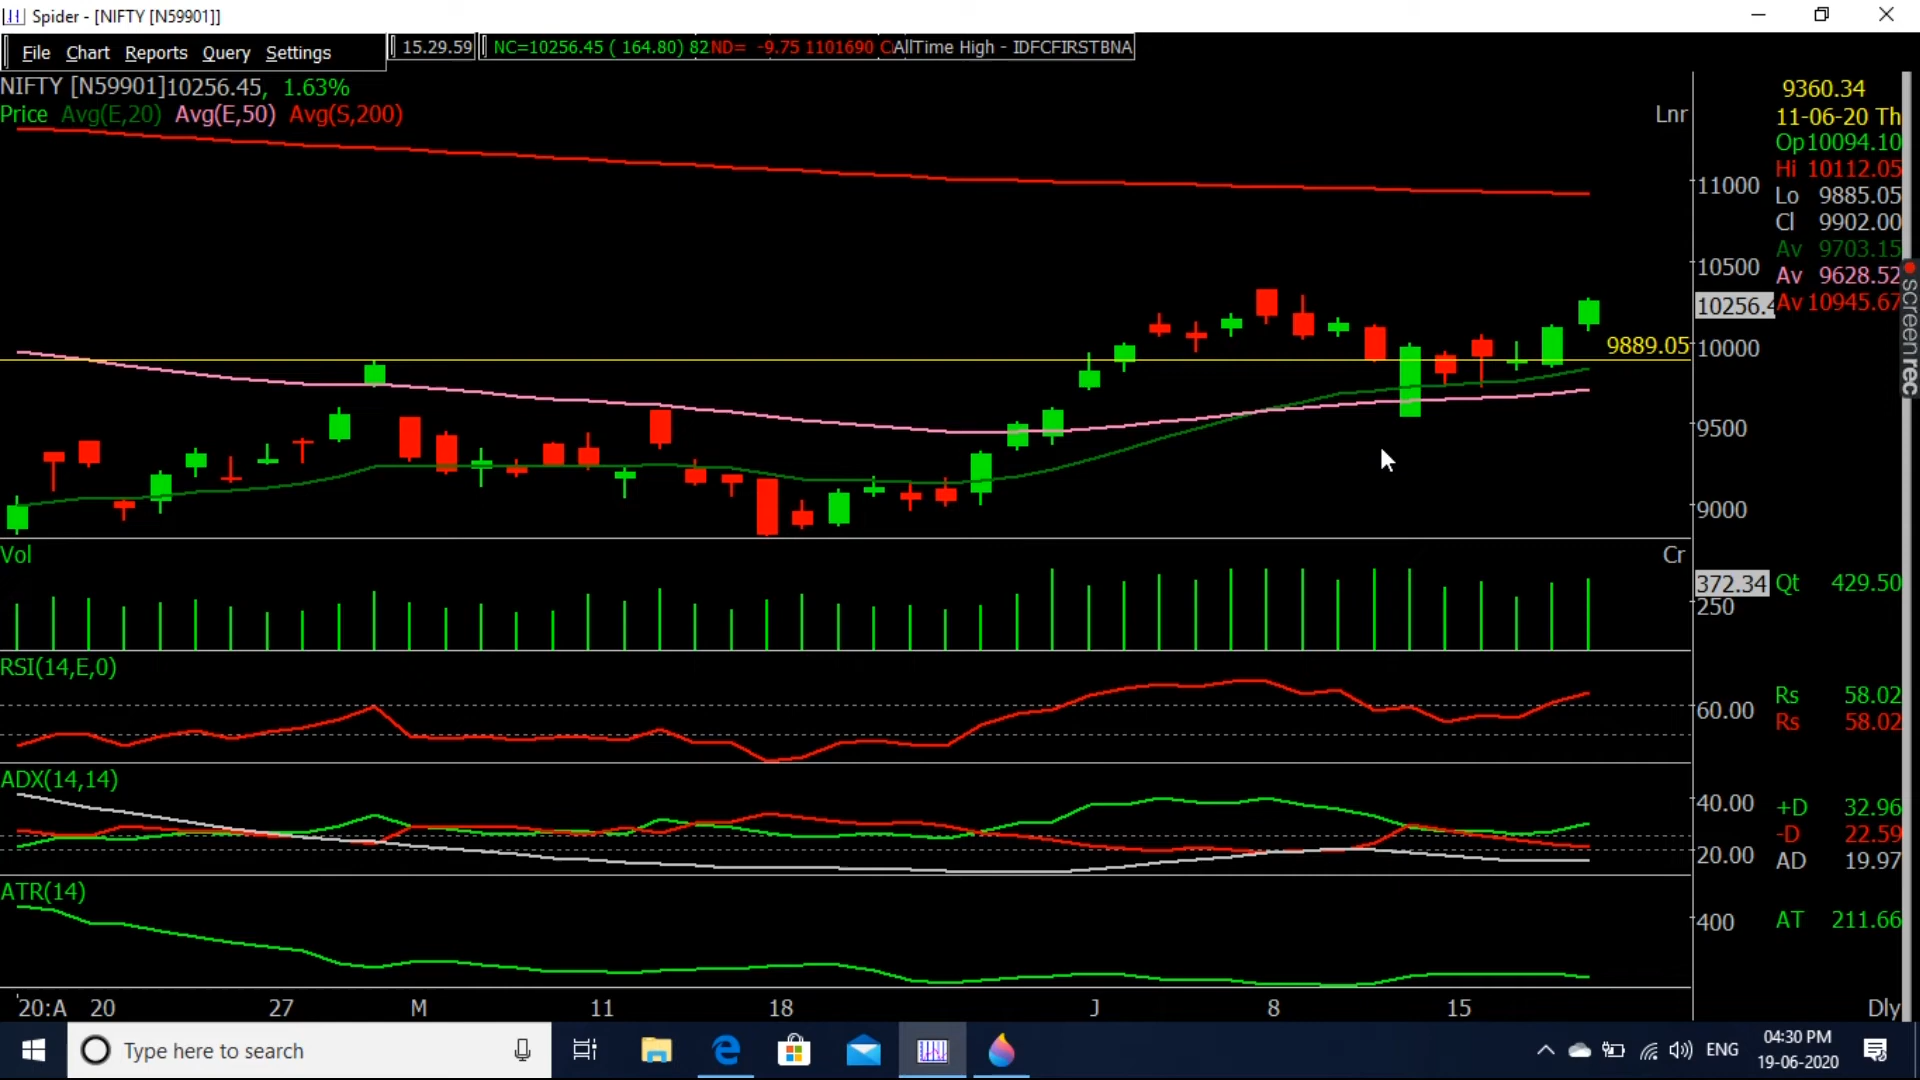 Spider - [NIFTY [N59901]]
File Chart Reports Query Settings
15.29.59
NC=10256.45 ( 164.80) 82ND= -9.75 1101690 C AllTime High - IDFCFIRSTBNA
NIFTY [N59901]10256.45, 1.63%
Price Avg(E,20) Avg(E,50) Avg(S,200)
Lnr
11000
10500
10256.4
9889.05
10000
9500
9000
9360.34
11-06-20 Th
Op10094.10
Hi 10112.05
Lo 9885.05
Cl 9902.00
Av 9703.15
Av 9628.52
Av 10945.67
screenrec
Vol
Cr
372.34
250
Qt 429.50
RSI(14,E,0)
60.00
Rs 58.02
Rs 58.02
ADX(14,14)
40.00
20.00
+D 32.96
-D 22.59
AD 19.97
ATR(14)
400
AT 211.66
20:A 20 27 M 11 18 J 8 15 Dly
Type here to search
ENG
04:30 PM
19-06-2020